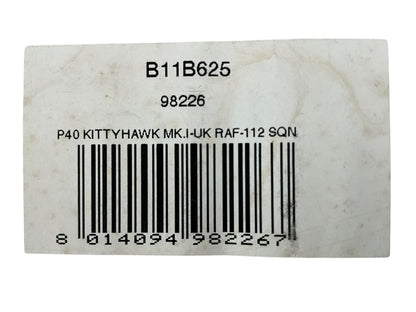 B11B625
98226
P40 KITTYHAWK MK.I-UK RAF-112 SQN
8 014094 982267